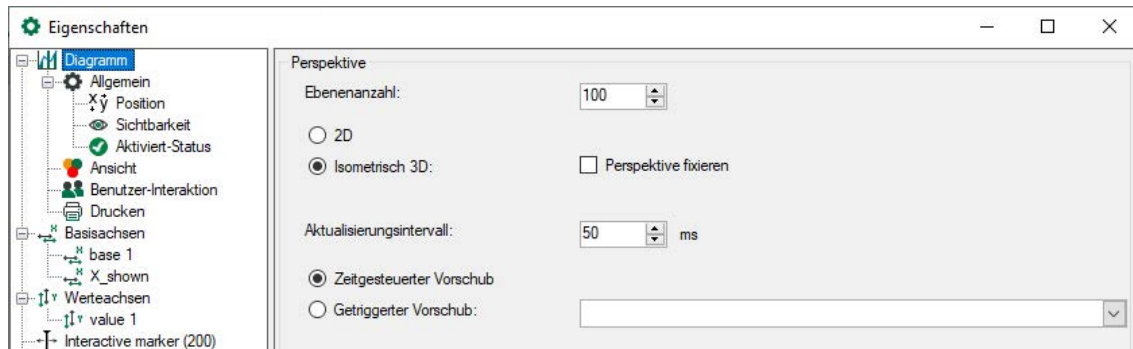 Eigenschaften
Diagramm
Allgemein
Position
Sichtbarkeit
Aktiviert-Status
Ansicht
Benutzer-Interaktion
Drucken
Basisachsen
base 1
X_shown
Werteachsen
value 1
Interactive marker (200)
Perspektive
Ebenenanzahl: 100
2D
Isometrisch 3D: Perspektive fixieren
Aktualisierungsintervall: 50 ms
Zeitgesteuerter Vorschub
Getriggerter Vorschub: